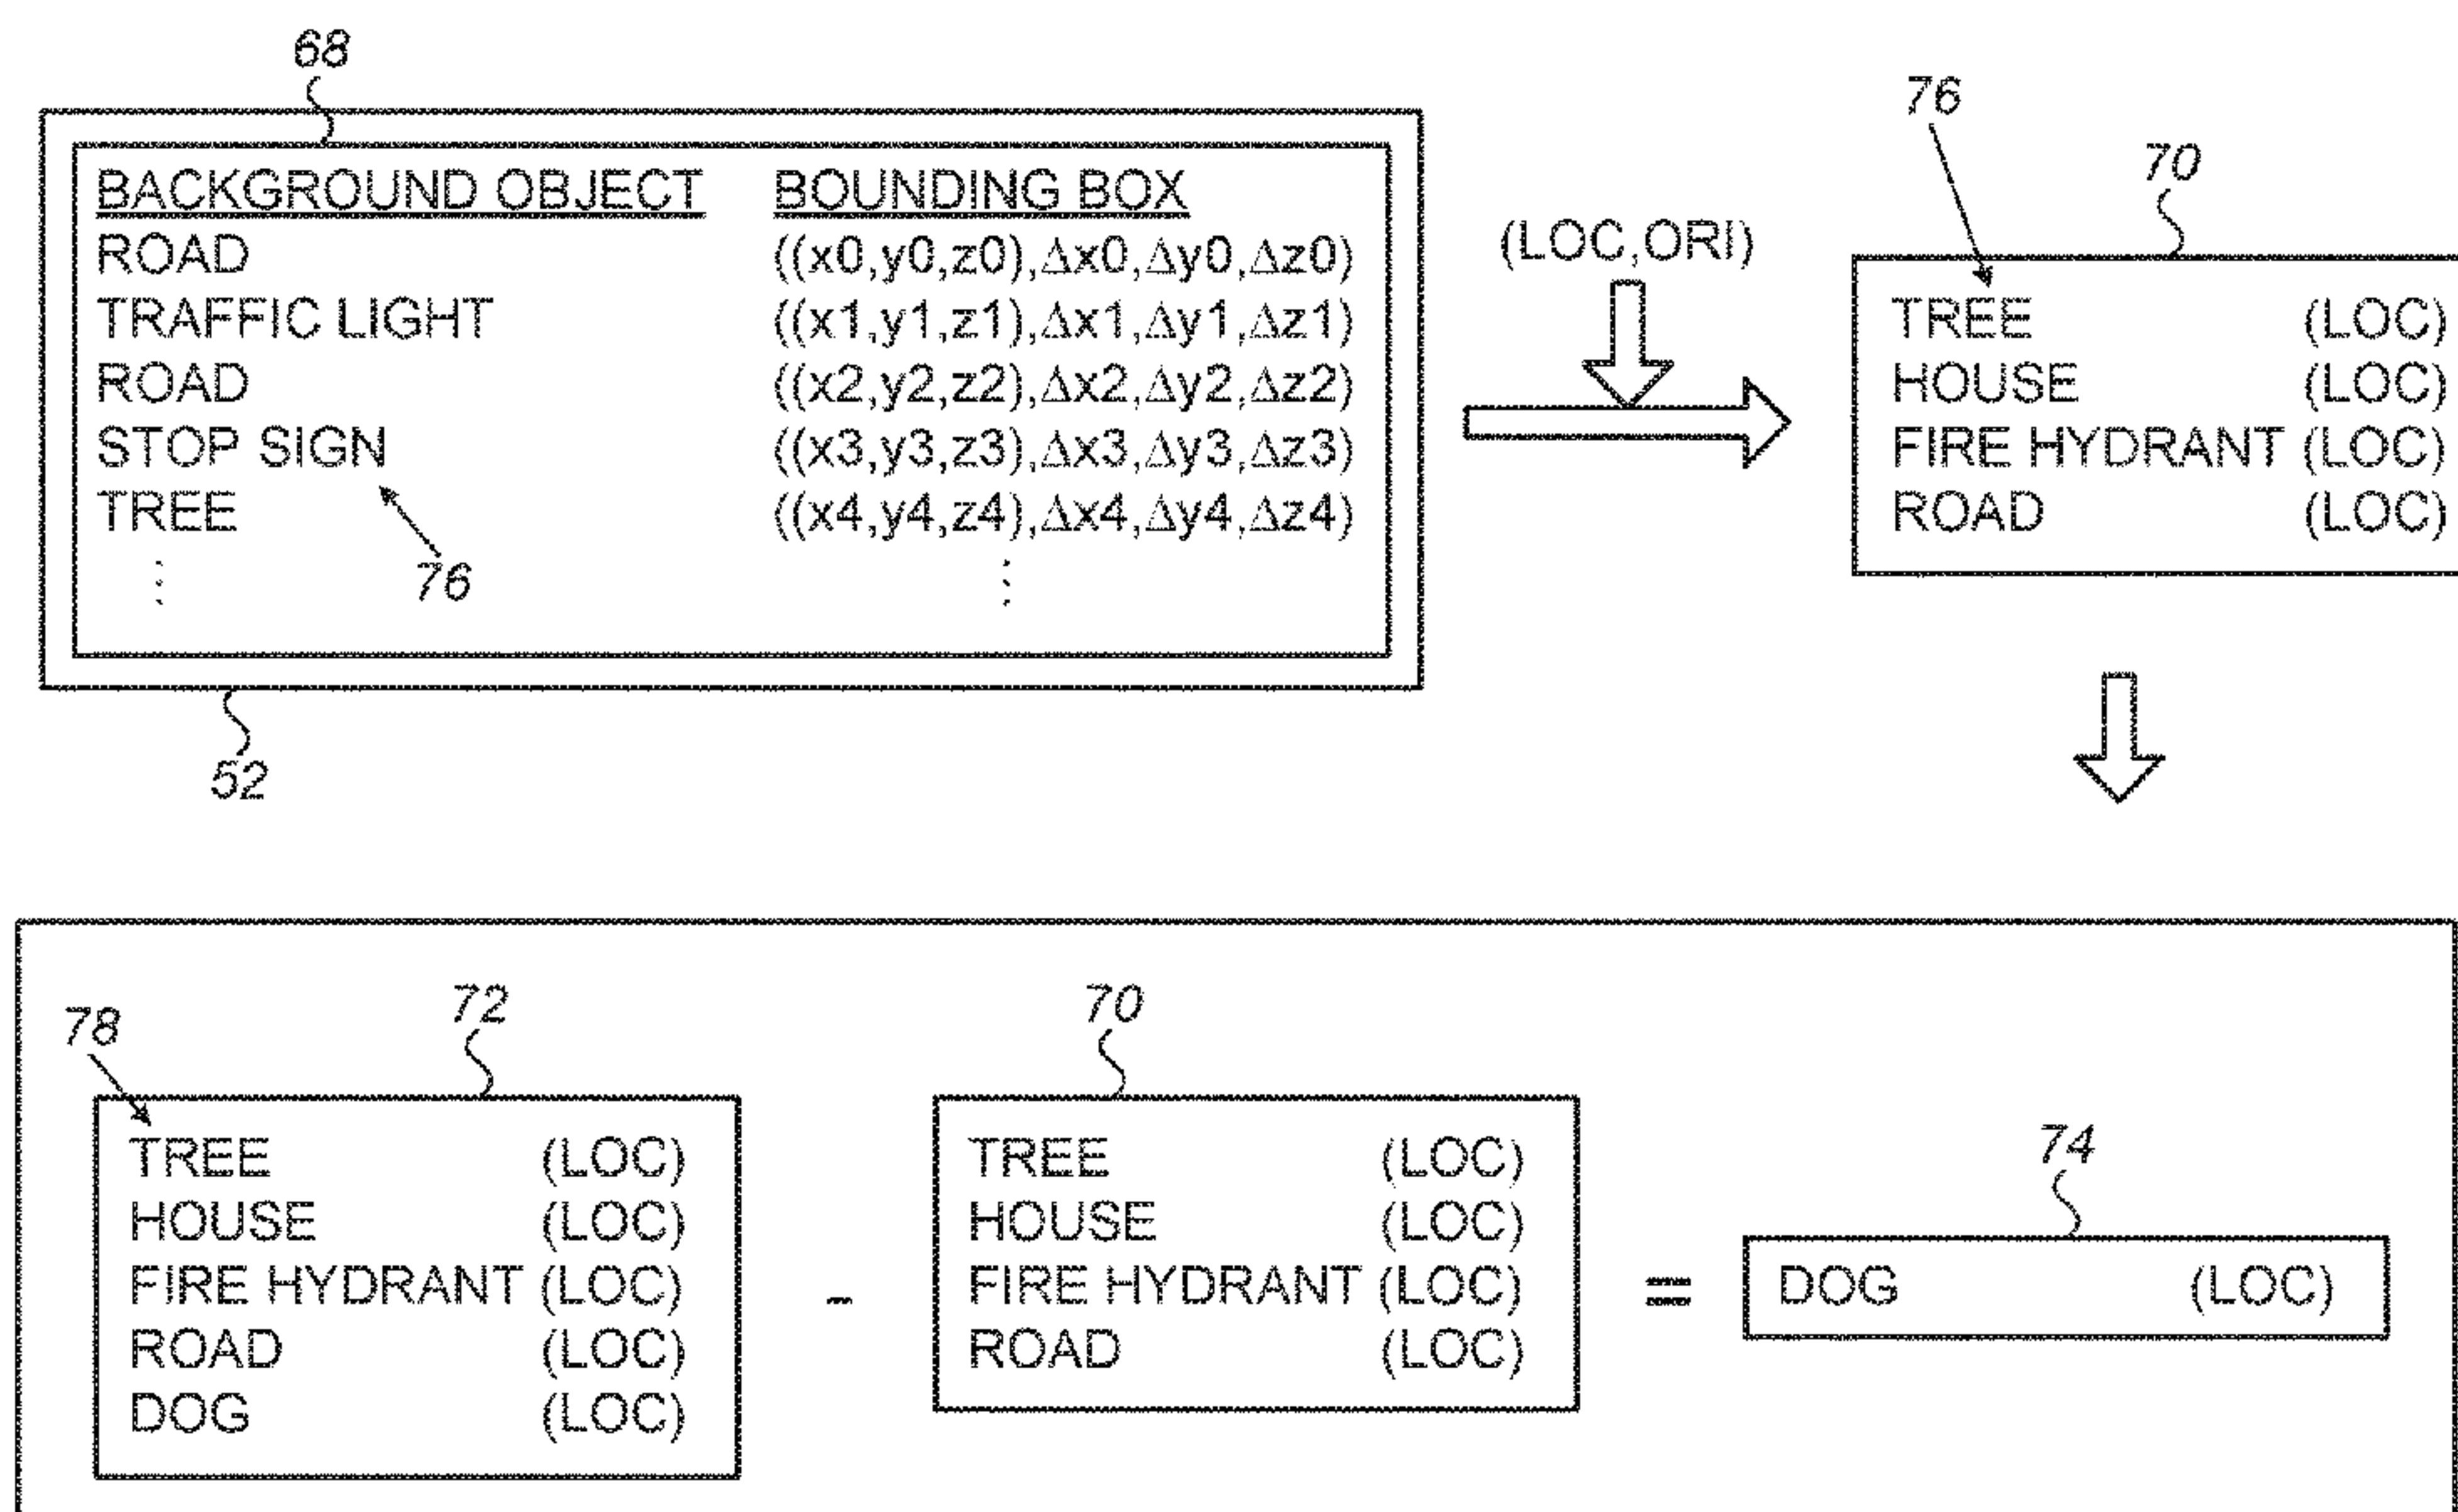 68
BACKGROUND OBJECT BOUNDING BOX
ROAD ((x0,y0,z0),Δx0,Δy0,Δz0)
TRAFFIC LIGHT ((x1,y1,z1),Δx1,Δy1,Δz1)
ROAD ((x2,y2,z2),Δx2,Δy2,Δz2)
STOP SIGN ((x3,y3,z3),Δx3,Δy3,Δz3)
TREE ((x4,y4,z4),Δx4,Δy4,Δz4)
⋮ ⋮
76
52
(LOC,ORI)
76
70
TREE (LOC)
HOUSE (LOC)
FIRE HYDRANT (LOC)
ROAD (LOC)
78
72
TREE (LOC)
HOUSE (LOC)
FIRE HYDRANT (LOC)
ROAD (LOC)
DOG (LOC)
-
70
TREE (LOC)
HOUSE (LOC)
FIRE HYDRANT (LOC)
ROAD (LOC)
=
74
DOG (LOC)